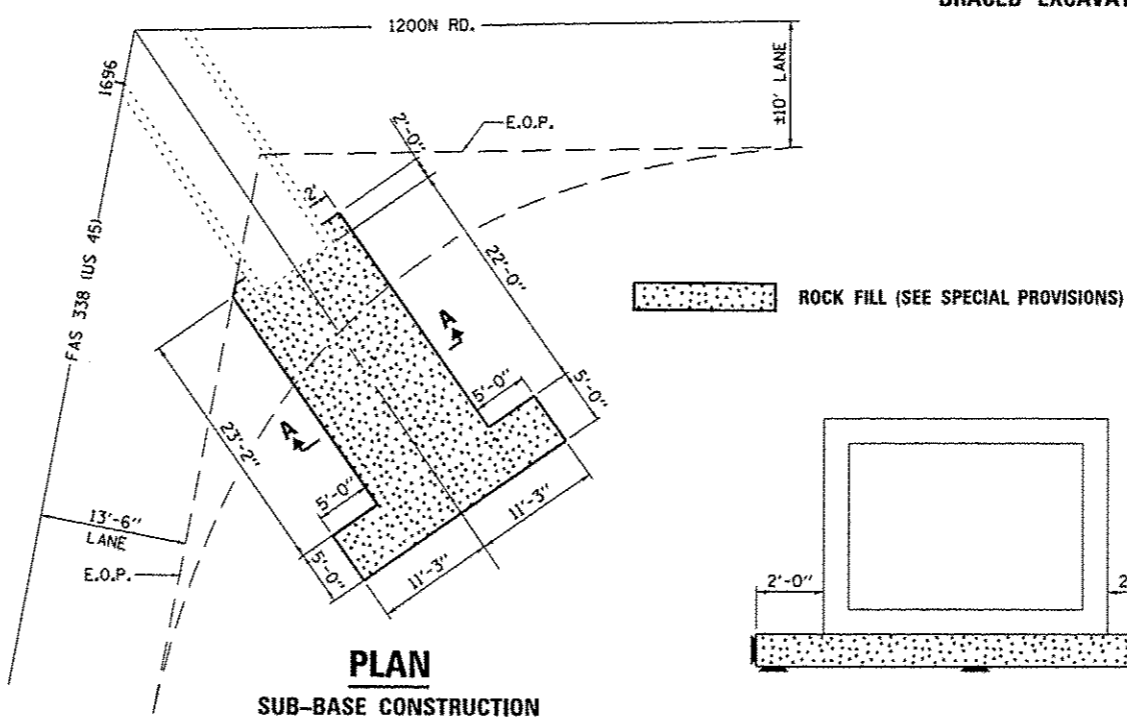 BRACED EXCAVAT
1200N RD.
1696
±10' LANE
2'-0"
E.O.P.
2'
FAS 338 (US 45)
22'-0"
ROCK FILL (SEE SPECIAL PROVISIONS)
A
5'-0"
5'-0"
23'-2"
A
5'-0"
13'-6"
LANE
11'-3"
2'-0"
2
E.O.P.
5'-0"
11'-3"
PLAN
SUB-BASE CONSTRUCTION